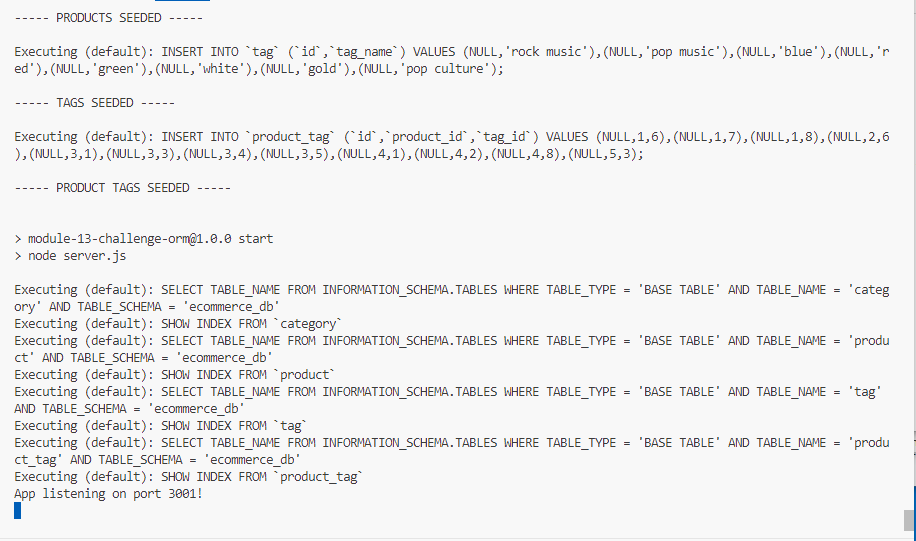 ----- PRODUCTS SEEDED -----
Executing (default): INSERT INTO `tag` (`id`,`tag_name`) VALUES (NULL,'rock music'),(NULL,'pop music'),(NULL,'blue'),(NULL,'r
ed'),(NULL,'green'),(NULL,'white'),(NULL,'gold'),(NULL,'pop culture');
----- TAGS SEEDED -----
Executing (default): INSERT INTO `product_tag` (`id`,`product_id`,`tag_id`) VALUES (NULL,1,6),(NULL,1,7),(NULL,1,8),(NULL,2,6
),(NULL,3,1),(NULL,3,3),(NULL,3,4),(NULL,3,5),(NULL,4,1),(NULL,4,2),(NULL,4,8),(NULL,5,3);
----- PRODUCT TAGS SEEDED -----
> module-13-challenge-orm@1.0.0 start
> node server.js
Executing (default): SELECT TABLE_NAME FROM INFORMATION_SCHEMA.TABLES WHERE TABLE_TYPE = 'BASE TABLE' AND TABLE_NAME = 'categ
ory' AND TABLE_SCHEMA = 'ecommerce_db'
Executing (default): SHOW INDEX FROM `category`
Executing (default): SELECT TABLE_NAME FROM INFORMATION_SCHEMA.TABLES WHERE TABLE_TYPE = 'BASE TABLE' AND TABLE_NAME = 'produ
ct' AND TABLE_SCHEMA = 'ecommerce_db'
Executing (default): SHOW INDEX FROM `product`
Executing (default): SELECT TABLE_NAME FROM INFORMATION_SCHEMA.TABLES WHERE TABLE_TYPE = 'BASE TABLE' AND TABLE_NAME = 'tag'
AND TABLE_SCHEMA = 'ecommerce_db'
Executing (default): SHOW INDEX FROM `tag`
Executing (default): SELECT TABLE_NAME FROM INFORMATION_SCHEMA.TABLES WHERE TABLE_TYPE = 'BASE TABLE' AND TABLE_NAME = 'produ
ct_tag' AND TABLE_SCHEMA = 'ecommerce_db'
Executing (default): SHOW INDEX FROM `product_tag`
App listening on port 3001!